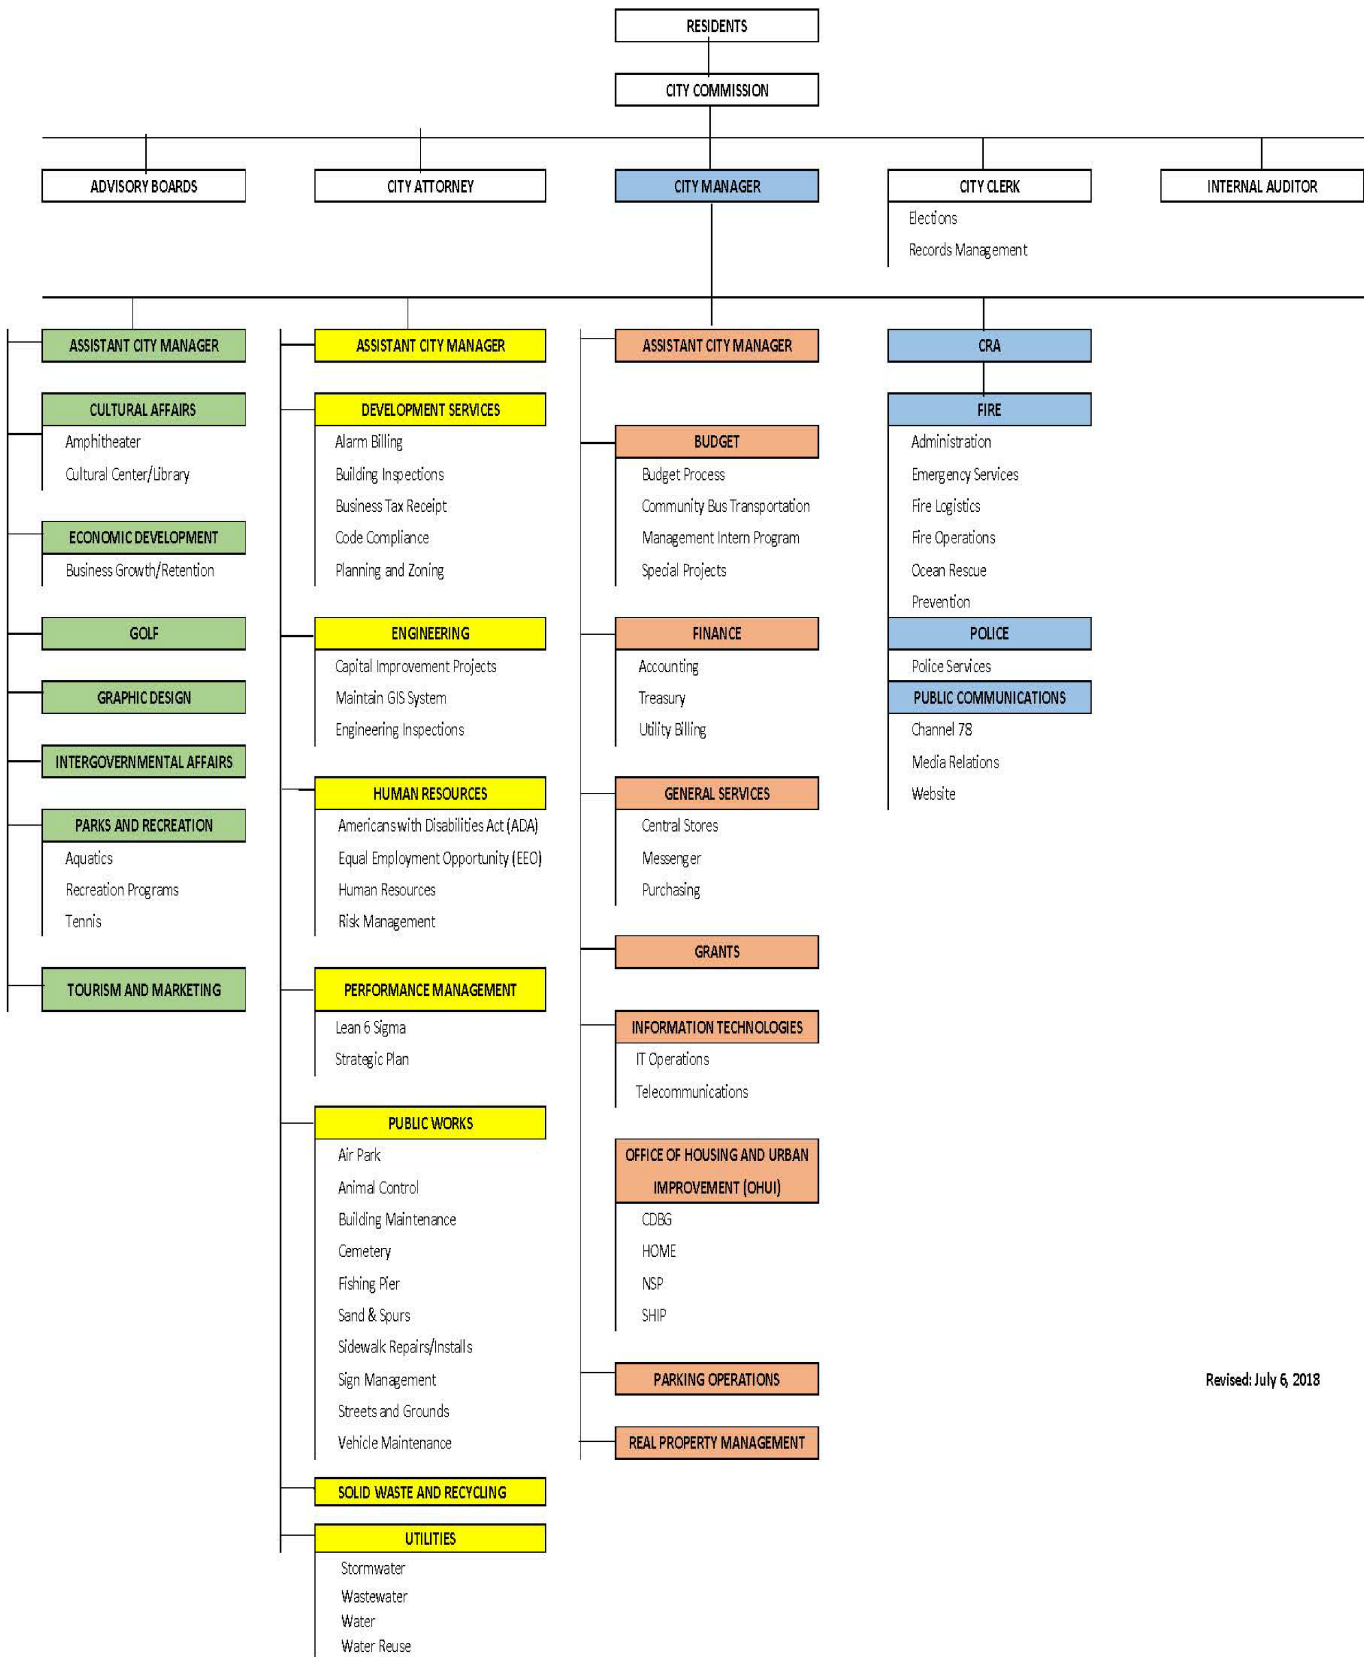 RESIDENTS
CITY COMMISSION
ADVISORY BOARDS
CITY ATTORNEY
CITY MANAGER
CITY CLERK
Elections
Records Management
INTERNAL AUDITOR
ASSISTANT CITY MANAGER
CULTURAL AFFAIRS
Amphitheater
Cultural Center/Library
ECONOMIC DEVELOPMENT
Business Growth/Retention
GOLF
GRAPHIC DESIGN
INTERGOVERNMENTAL AFFAIRS
PARKS AND RECREATION
Aquatics
Recreation Programs
Tennis
TOURISM AND MARKETING
ASSISTANT CITY MANAGER
DEVELOPMENT SERVICES
Alarm Billing
Building Inspections
Business Tax Receipt
Code Compliance
Planning and Zoning
ENGINEERING
Capital Improvement Projects
Maintain GIS System
Engineering Inspections
HUMAN RESOURCES
Americans with Disabilities Act (ADA)
Equal Employment Opportunity (EEO)
Human Resources
Risk Management
PERFORMANCE MANAGEMENT
Lean 6 Sigma
Strategic Plan
PUBLIC WORKS
Air Park
Animal Control
Building Maintenance
Cemetery
Fishing Pier
Sand & Spurs
Sidewalk Repairs/Installs
Sign Management
Streets and Grounds
Vehicle Maintenance
SOLID WASTE AND RECYCLING
UTILITIES
Stormwater
Wastewater
Water
Water Reuse
ASSISTANT CITY MANAGER
BUDGET
Budget Process
Community Bus Transportation
Management Intern Program
Special Projects
FINANCE
Accounting
Treasury
Utility Billing
GENERAL SERVICES
Central Stores
Messenger
Purchasing
GRANTS
INFORMATION TECHNOLOGIES
IT Operations
Telecommunications
OFFICE OF HOUSING AND URBAN
IMPROVEMENT (OHUI)
CDBG
HOME
NSP
SHIP
PARKING OPERATIONS
REAL PROPERTY MANAGEMENT
CRA
FIRE
Administration
Emergency Services
Fire Logistics
Fire Operations
Ocean Rescue
Prevention
POLICE
Police Services
PUBLIC COMMUNICATIONS
Channel 78
Media Relations
Website
Revised: July 6, 2018